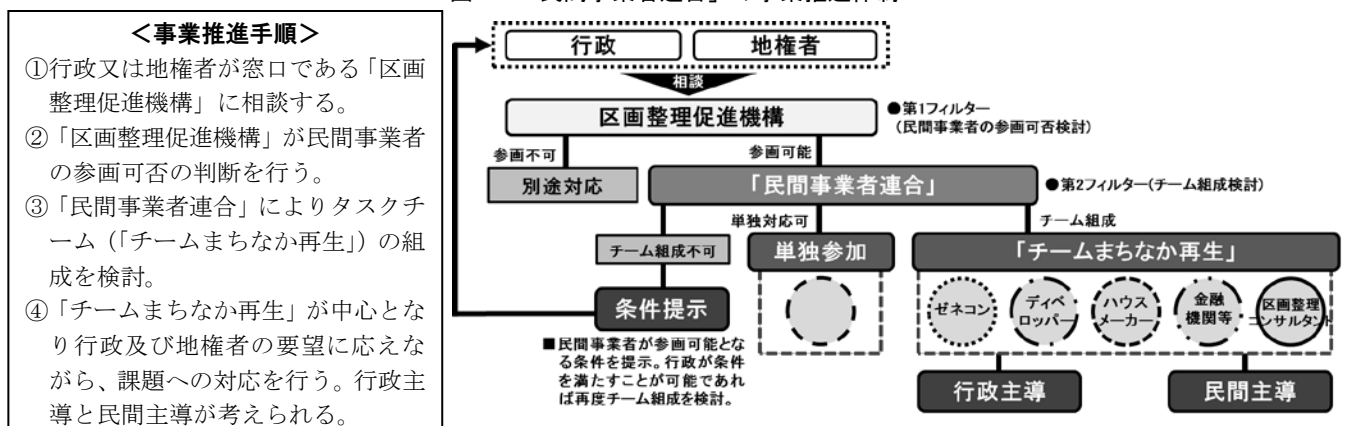 ＜事業推進手順＞
①行政又は地権者が窓口である「区画
整理促進機構」に相談する。
②「区画整理促進機構」が民間事業者
の参画可否の判断を行う。
③「民間事業者連合」によりタスクチ
ーム（「チームまちなか再生」）の組
成を検討。
④「チームまちなか再生」が中心とな
り行政及び地権者の要望に応えな
がら、課題への対応を行う。行政主
導と民間主導が考えられる。
行政
地権者
相談
区画整理促進機構
●第1フィルター
（民間事業者の参画可否検討）
参画不可
参画可能
別途対応
「民間事業者連合」
●第2フィルター（チーム組成検討）
単独対応可
チーム組成
チーム組成不可
単独参加
「チームまちなか再生」
条件提示
ゼネコン
ディベ
ロッパー
ハウス
メーカー
金融
機関等
区画整理
コンサルタント
■民間事業者が参画可能とな
る条件を提示。行政が条件
を満たすことが可能であれ
ば再度チーム組成を検討。
行政主導
民間主導